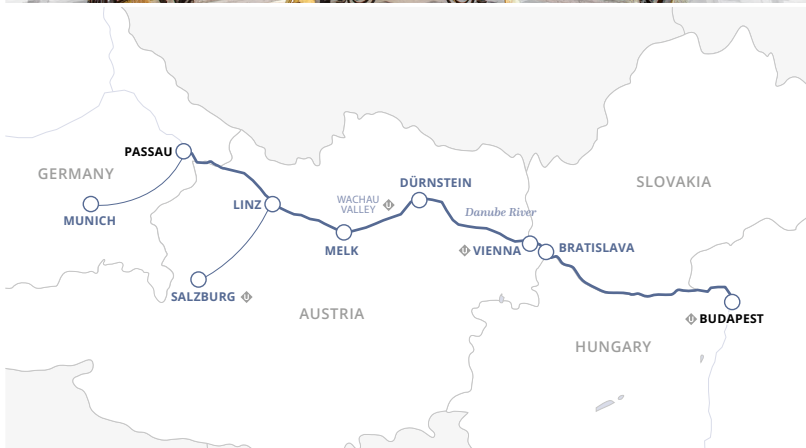 PASSAU
GERMANY
MUNICH
LINZ
WACHAU
VALLEY
DÜRNSTEIN
Danube River
SLOVAKIA
MELK
VIENNA
BRATISLAVA
SALZBURG
AUSTRIA
BUDAPEST
HUNGARY